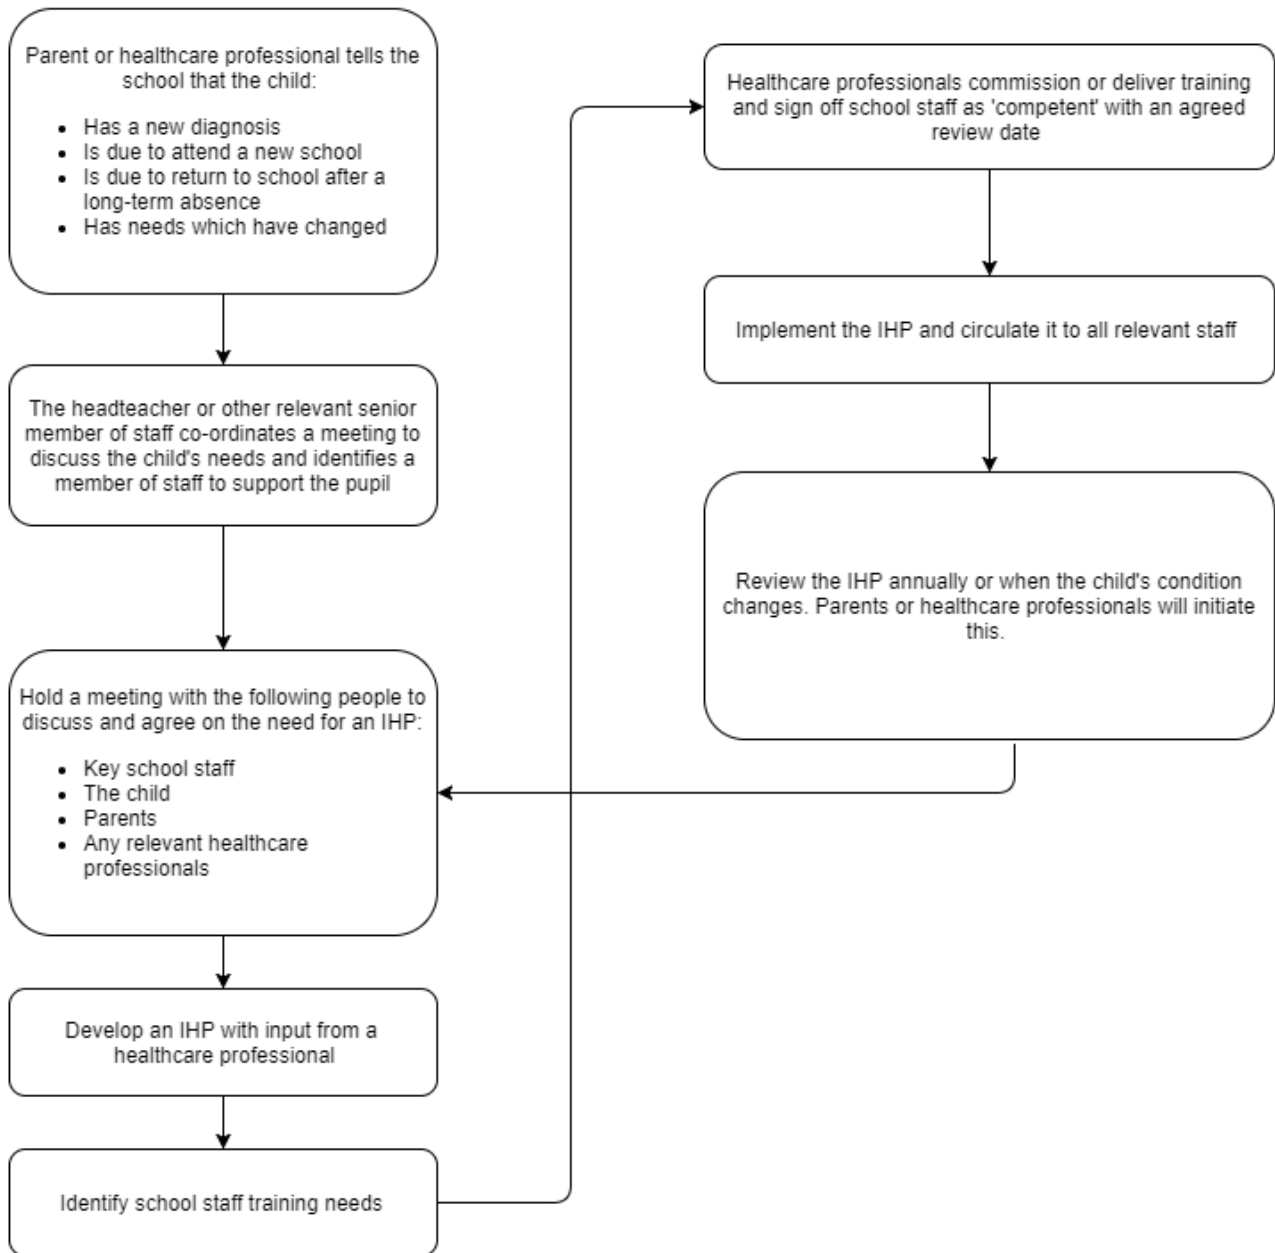 Parent or healthcare professional tells the
school that the child:
• Has a new diagnosis
• Is due to attend a new school
• Is due to return to school after a
long-term absence
• Has needs which have changed
The headteacher or other relevant senior
member of staff co-ordinates a meeting to
discuss the child's needs and identifies a
member of staff to support the pupil
Hold a meeting with the following people to
discuss and agree on the need for an IHP:
• Key school staff
• The child
• Parents
• Any relevant healthcare
professionals
Develop an IHP with input from a
healthcare professional
Identify school staff training needs
Healthcare professionals commission or deliver training
and sign off school staff as 'competent' with an agreed
review date
Implement the IHP and circulate it to all relevant staff
Review the IHP annually or when the child's condition
changes. Parents or healthcare professionals will initiate
this.